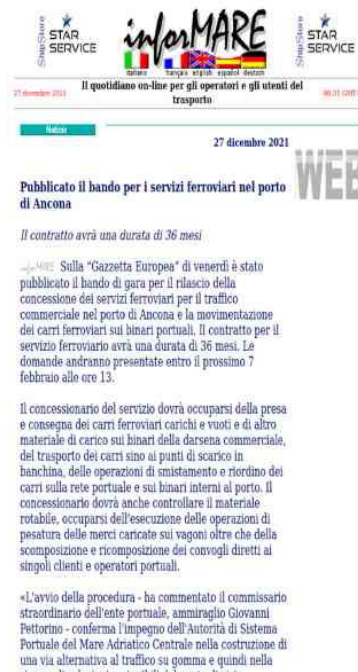 ShipStore
STAR
SERVICE
inforMARE
ShipStore
STAR
SERVICE
italiano français english español deutsch
27 dicembre 2021
Il quotidiano on-line per gli operatori e gli utenti del
trasporto
Notizie
27 dicembre 2021
WEB
Pubblicato il bando per i servizi ferroviari nel porto
di Ancona
Il contratto avrà una durata di 36 mesi
inforMARE Sulla “Gazzetta Europea” di venerdì è stato
pubblicato il bando di gara per il rilascio della
concessione dei servizi ferroviari per il traffico
commerciale nel porto di Ancona e la movimentazione
dei carri ferroviari sui binari portuali. Il contratto per il
servizio ferroviario avrà una durata di 36 mesi. Le
domande andranno presentate entro il prossimo 7
febbraio alle ore 13.
Il concessionario del servizio dovrà occuparsi della presa
e consegna dei carri ferroviari carichi e vuoti e di altro
materiale di carico sui binari della darsena commerciale,
del trasporto dei carri sino ai punti di scarico in
banchina, delle operazioni di smistamento e riordino dei
carri sulla rete portuale e sui binari interni al porto. Il
concessionario dovrà anche controllare il materiale
rotabile, occuparsi dell'esecuzione delle operazioni di
pesatura delle merci caricate sui vagoni oltre che della
scomposizione e ricomposizione dei convogli diretti ai
singoli clienti e operatori portuali.
«L'avvio della procedura - ha commentato il commissario
straordinario dell'ente portuale, ammiraglio Giovanni
Pettorino - conferma l'impegno dell'Autorità di Sistema
Portuale del Mare Adriatico Centrale nella costruzione di
una via alternativa al traffico su gomma e quindi nella